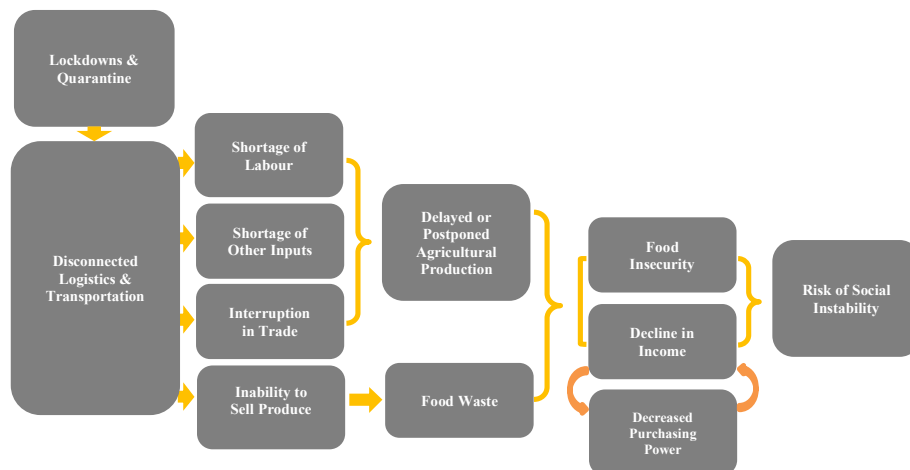 Lockdowns &
Quarantine
Disconnected
Logistics &
Transportation
Shortage of
Labour
Shortage of
Other Inputs
Interruption
in Trade
Inability to
Sell Produce
Delayed or
Postponed
Agricultural
Production
Food Waste
Food
Insecurity
Decline in
Income
Decreased
Purchasing
Power
Risk of Social
Instability